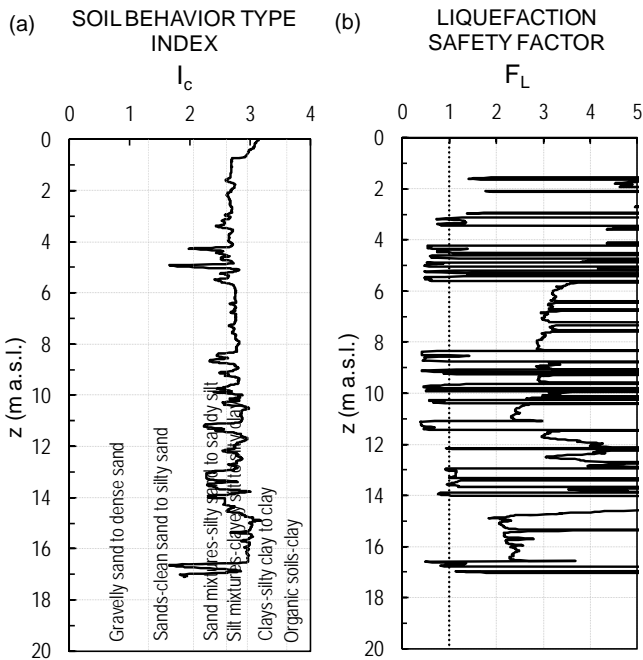 (a)
SOIL BEHAVIOR TYPE
INDEX
I_c
0 1 2 3 4
0
2
4
6
8
10
12
14
16
18
20
z (m a.s.l.)
Gravelly sand to dense sand
Sands-clean sand to silty sand
Sand mixtures-silty sand to sandy silt
Silt mixtures-clayey silt to silty clay
Clays-silty clay to clay
Organic soils-clay
(b)
LIQUEFACTION
SAFETY FACTOR
F_L
0 1 2 3 4 5
0
2
4
6
8
10
12
14
16
18
20
z (m a.s.l.)